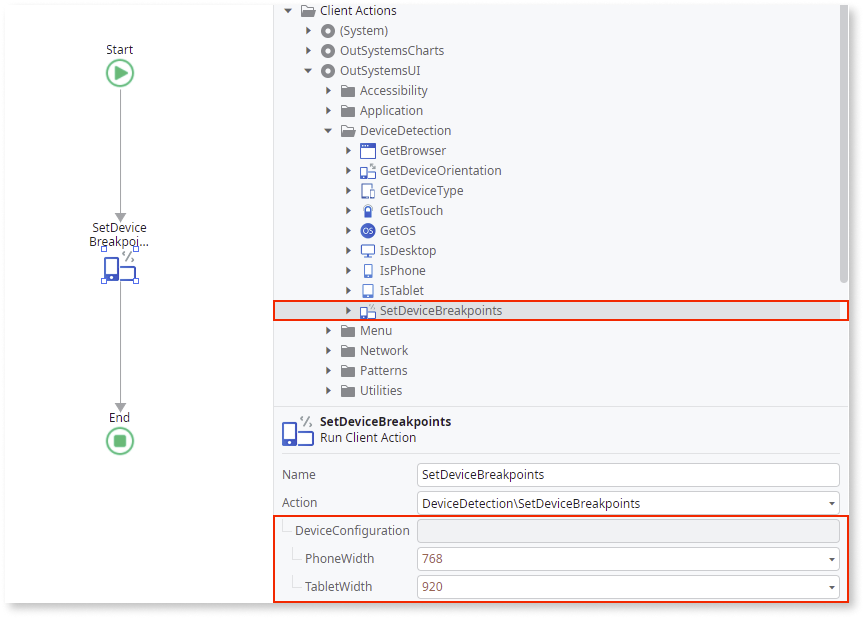 Start
SetDevice
Breakpoi...
End
Client Actions
(System)
OutSystemsCharts
OutSystemsUI
Accessibility
Application
DeviceDetection
GetBrowser
GetDeviceOrientation
GetDeviceType
GetIsTouch
OS GetOS
IsDesktop
IsPhone
IsTablet
SetDeviceBreakpoints
Menu
Network
Patterns
Utilities
SetDeviceBreakpoints
Run Client Action
Name SetDeviceBreakpoints
Action DeviceDetection\SetDeviceBreakpoints
DeviceConfiguration
PhoneWidth 768
TabletWidth 920